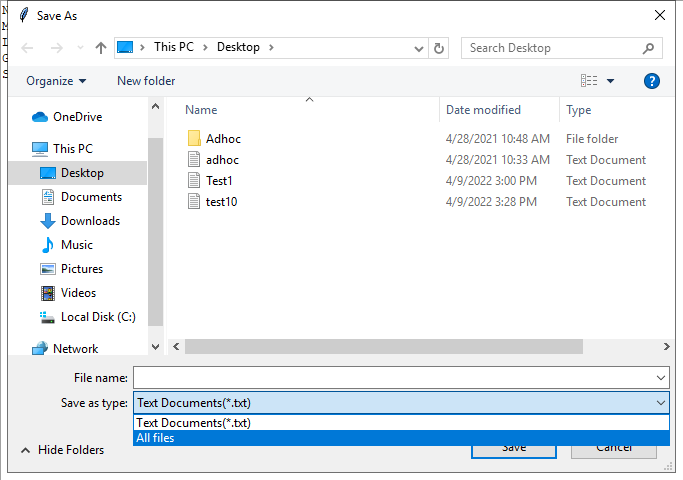 Save As
This PC > Desktop >
Search Desktop
Organize
New folder
?
Name
Date modified
Type
OneDrive
This PC
Desktop
Documents
Downloads
Music
Pictures
Videos
Local Disk (C:)
Network
Adhoc 4/28/2021 10:48 AM File folder
adhoc 4/28/2021 10:33 AM Text Document
Test1 4/9/2022 3:00 PM Text Document
test10 4/9/2022 3:28 PM Text Document
File name:
Save as type: Text Documents(*.txt)
Text Documents(*.txt)
All files
Hide Folders
Save
Cancel